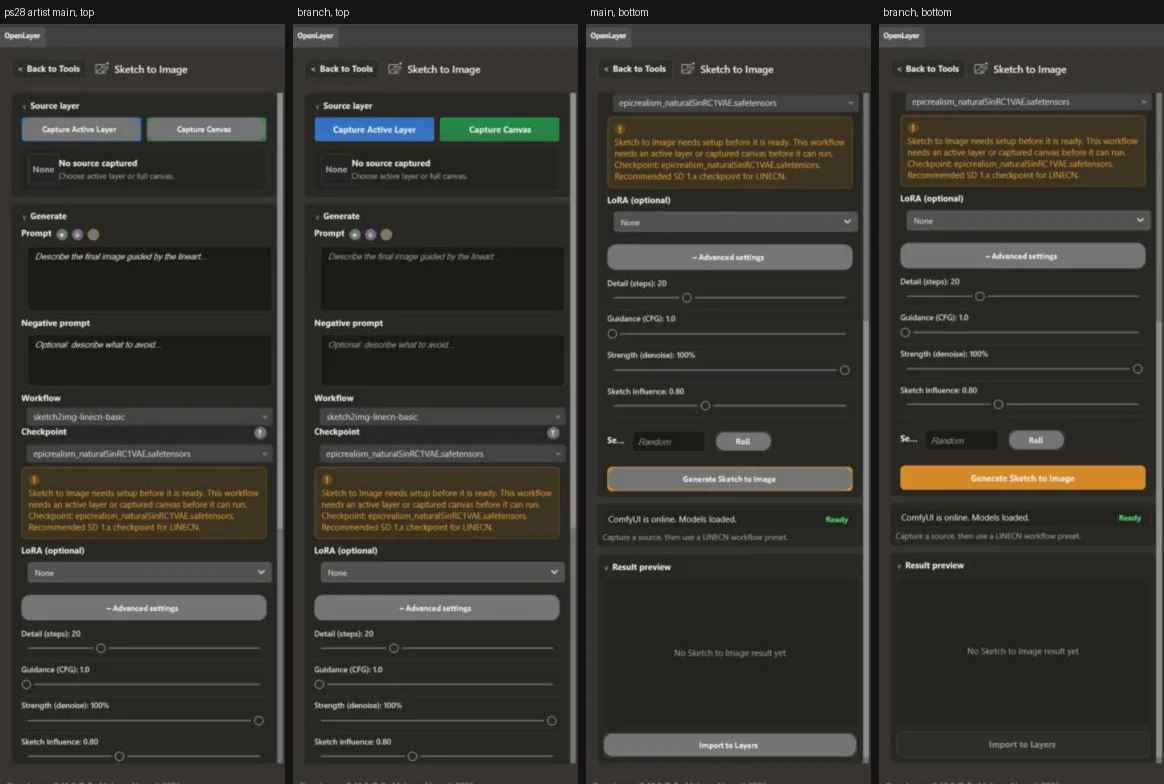 ps28 artist main, top
OpenLayer
< Back to Tools
Sketch to Image
Source layer
Capture Active Layer
Capture Canvas
None
No source captured
Choose active layer or full canvas.
Generate
Prompt
Describe the final image guided by the lineart...
Negative prompt
Optional: describe what to avoid...
Workflow
sketch2img-linecn-basic
Checkpoint
?
epicrealism_naturalSinRC1VAE.safetensors
!
Sketch to Image needs setup before it is ready. This workflow
needs an active layer or captured canvas before it can run.
Checkpoint: epicrealism_naturalSinRC1VAE.safetensors.
Recommended SD 1.x checkpoint for LINECN.
LoRA (optional)
None
– Advanced settings
Detail (steps): 20
Guidance (CFG): 1.0
Strength (denoise): 100%
Sketch influence: 0.80
branch, top
OpenLayer
< Back to Tools
Sketch to Image
Source layer
Capture Active Layer
Capture Canvas
None
No source captured
Choose active layer or full canvas.
Generate
Prompt
Describe the final image guided by the lineart...
Negative prompt
Optional: describe what to avoid...
Workflow
sketch2img-linecn-basic
Checkpoint
?
epicrealism_naturalSinRC1VAE.safetensors
!
Sketch to Image needs setup before it is ready. This workflow
needs an active layer or captured canvas before it can run.
Checkpoint: epicrealism_naturalSinRC1VAE.safetensors.
Recommended SD 1.x checkpoint for LINECN.
LoRA (optional)
None
– Advanced settings
Detail (steps): 20
Guidance (CFG): 1.0
Strength (denoise): 100%
Sketch influence: 0.80
main, bottom
OpenLayer
< Back to Tools
Sketch to Image
epicrealism_naturalSinRC1VAE.safetensors
!
Sketch to Image needs setup before it is ready. This workflow
needs an active layer or captured canvas before it can run.
Checkpoint: epicrealism_naturalSinRC1VAE.safetensors.
Recommended SD 1.x checkpoint for LINECN.
LoRA (optional)
None
– Advanced settings
Detail (steps): 20
Guidance (CFG): 1.0
Strength (denoise): 100%
Sketch influence: 0.80
Se...
Random
Roll
Generate Sketch to Image
ComfyUI is online. Models loaded.
Ready
Capture a source, then use a LINECN workflow preset.
Result preview
No Sketch to Image result yet
Import to Layers
branch, bottom
OpenLayer
< Back to Tools
Sketch to Image
epicrealism_naturalSinRC1VAE.safetensors
!
Sketch to Image needs setup before it is ready. This workflow
needs an active layer or captured canvas before it can run.
Checkpoint: epicrealism_naturalSinRC1VAE.safetensors.
Recommended SD 1.x checkpoint for LINECN.
LoRA (optional)
None
– Advanced settings
Detail (steps): 20
Guidance (CFG): 1.0
Strength (denoise): 100%
Sketch influence: 0.80
Se...
Random
Roll
Generate Sketch to Image
ComfyUI is online. Models loaded.
Ready
Capture a source, then use a LINECN workflow preset.
Result preview
No Sketch to Image result yet
Import to Layers